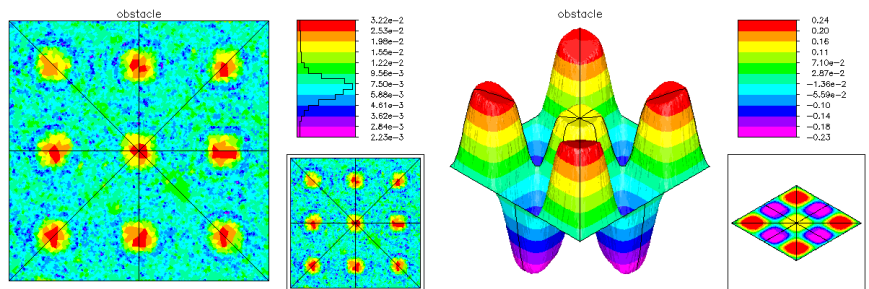 obstacle
3.22e-2
2.53e-2
1.98e-2
1.55e-2
1.22e-2
9.56e-3
7.50e-3
5.88e-3
4.61e-3
3.62e-3
2.84e-3
2.23e-3
obstacle
0.24
0.20
0.16
0.11
7.10e-2
2.87e-2
-1.36e-2
-5.59e-2
-0.10
-0.14
-0.18
-0.23